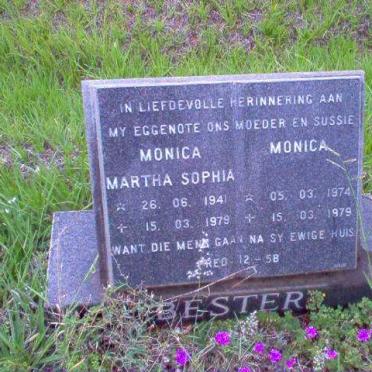 IN LIEFDEVOLLE HERINNERING AAN
MY EGGENOTE ONS MOEDER EN SUSSIE
MONICA MONICA
MARTHA SOPHIA
☆ 26. 06. 1941 ☆ 05. 03. 1974
✝ 15. 03. 1979 ✝ 15. 03. 1979
WANT DIE MENS GAAN NA SY EWIGE HUIS
PRED 12-5B
BESTER